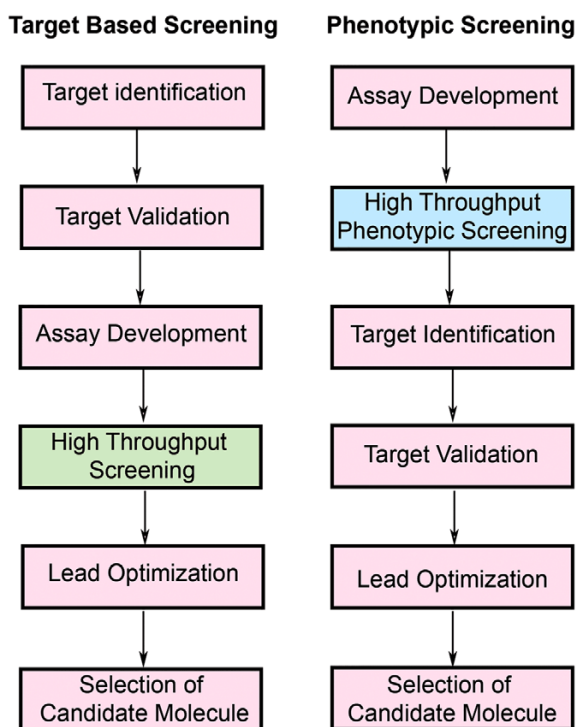 Target Based Screening
Target identification
Target Validation
Assay Development
High Throughput
Screening
Lead Optimization
Selection of
Candidate Molecule
Phenotypic Screening
Assay Development
High Throughput
Phenotypic Screening
Target Identification
Target Validation
Lead Optimization
Selection of
Candidate Molecule